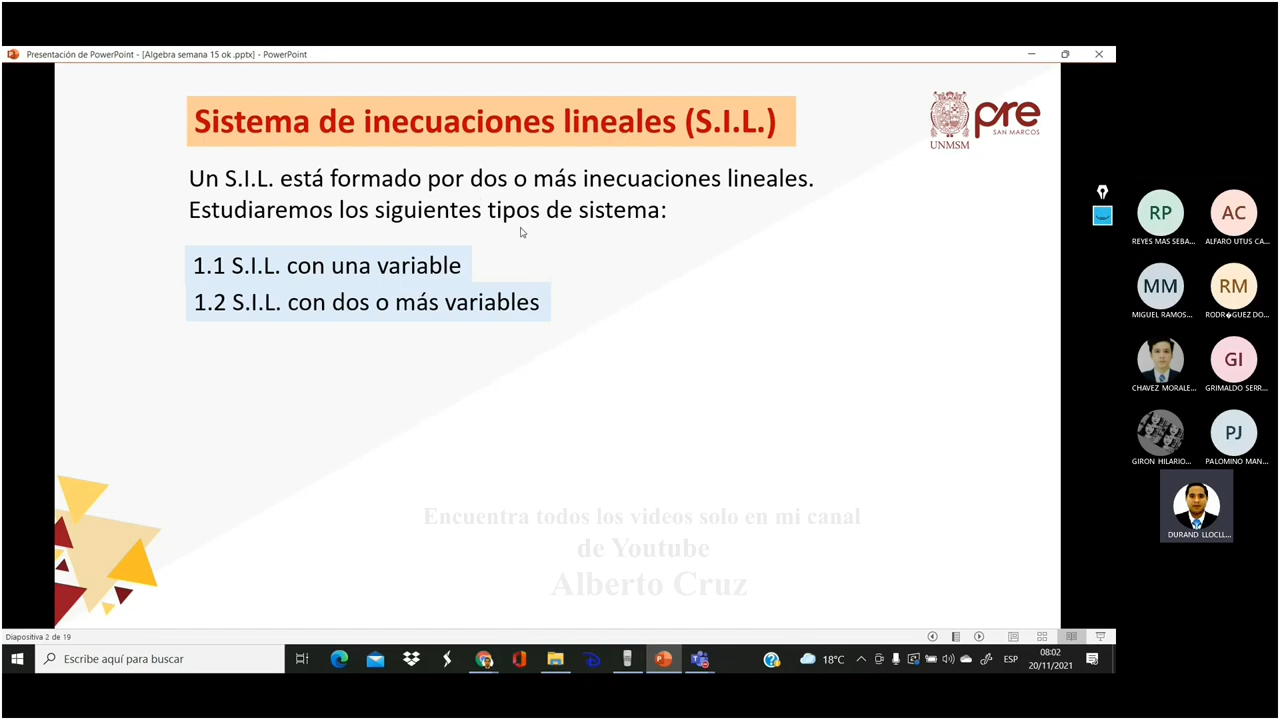 Presentación de PowerPoint - [Algebra semana 15 ok .pptx] - PowerPoint
Sistema de inecuaciones lineales (S.I.L.)
UNMSM
pre
SAN MARCOS
Un S.I.L. está formado por dos o más inecuaciones lineales.
Estudiaremos los siguientes tipos de sistema:
1.1 S.I.L. con una variable
1.2 S.I.L. con dos o más variables
Encuentra todos los videos solo en mi canal
de Youtube
Alberto Cruz
RP
AC
REYES MAS SEBA...
ALFARO UTUS CA...
MM
RM
MIGUEL RAMOS...
RODR�GUEZ DO...
GI
CHAVEZ MORALE...
GRIMALDO SERR...
PJ
GIRON HILARIO...
PALOMINO MAN...
DURAND LLOCLL...
Diapositiva 2 de 19
Escribe aquí para buscar
18°C
ESP
08:02
20/11/2021